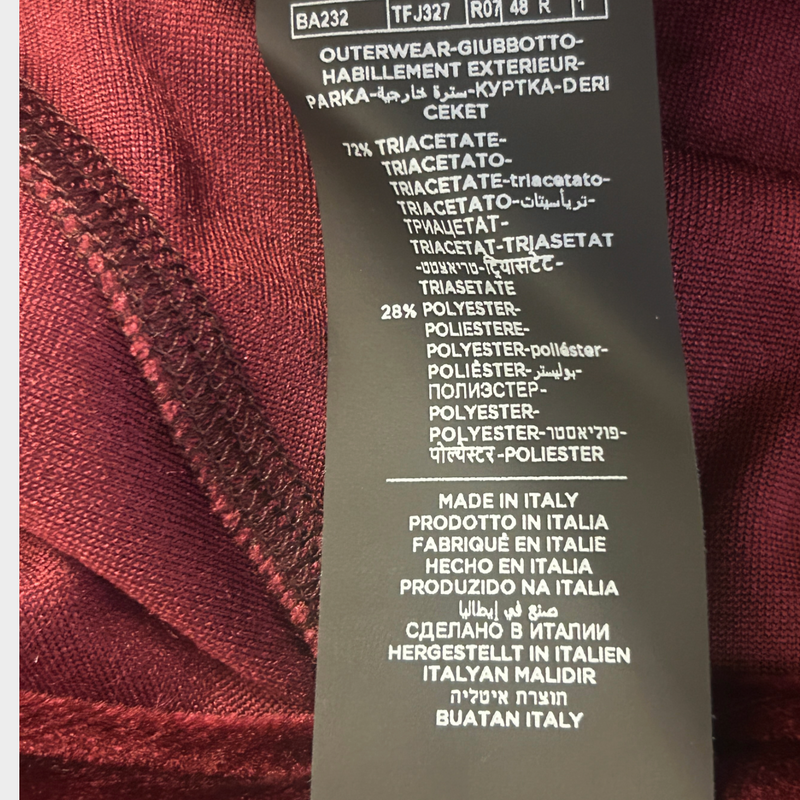 BA232 TFJ327 R07 48 R 1
OUTERWEAR-GIUBBOTTO-
HABILLEMENT EXTERIEUR-
PARKA-سترة خارجية-КУРТКА-DERI
CEKET
72% TRIACETATE-
TRIACETATO-
TRIACETATE-triacetato-
TRIACETATO-ترياسيتات-
ТРИАЦЕТАТ-
TRIACETAT-TRIASETAT
-טריאצטט-ट्रियासेटेट-
TRIASETATE
28% POLYESTER-
POLIESTERE-
POLYESTER-poliéster-
POLIÉSTER-بوليستر-
ПОЛИЭСТЕР-
POLYESTER-
POLYESTER-פוליאסטר-
पोल्येस्टर-POLIESTER
MADE IN ITALY
PRODOTTO IN ITALIA
FABRIQUÉ EN ITALIE
HECHO EN ITALIA
PRODUZIDO NA ITALIA
صنع في إيطاليا
СДЕЛАНО В ИТАЛИИ
HERGESTELLT IN ITALIEN
ITALYAN MALIDIR
תוצרת איטליה
BUATAN ITALY